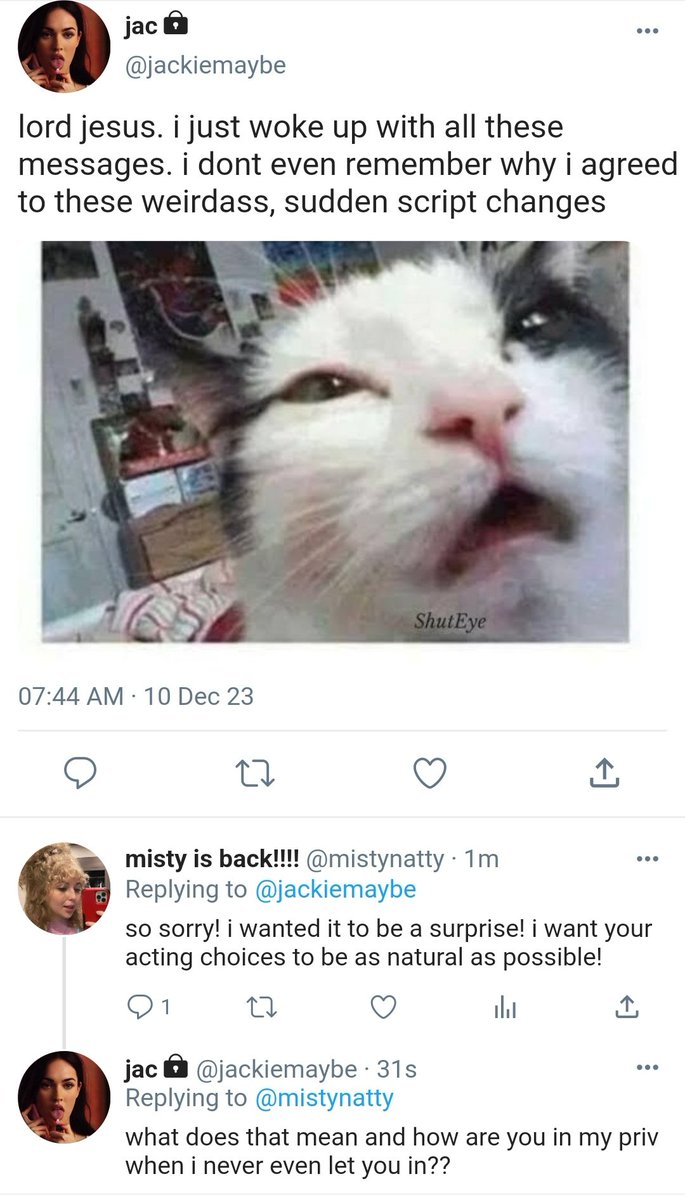 jac 🔒
@jackiemaybe
lord jesus. i just woke up with all these
messages. i dont even remember why i agreed
to these weirdass, sudden script changes
ShutEye
07:44 AM · 10 Dec 23
misty is back!!!! @mistynatty · 1m
Replying to @jackiemaybe
so sorry! i wanted it to be a surprise! i want your
acting choices to be as natural as possible!
1
jac 🔒 @jackiemaybe · 31s
Replying to @mistynatty
what does that mean and how are you in my priv
when i never even let you in??